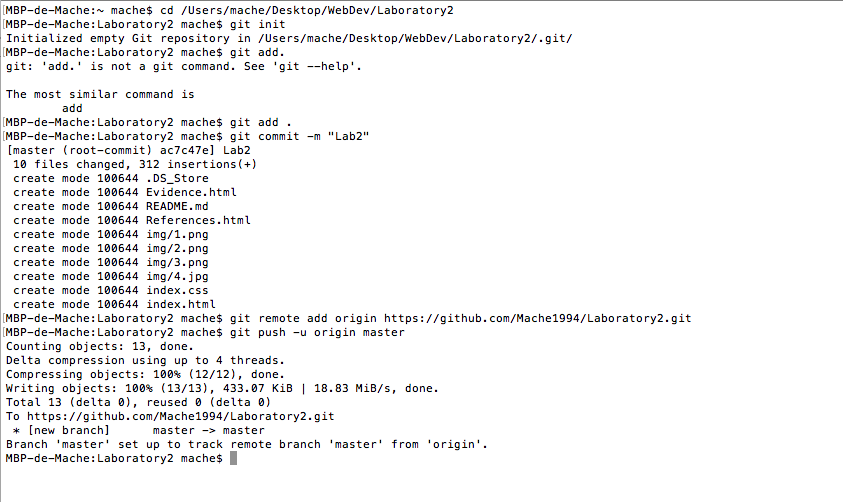 MBP-de-Mache:~ mache$ cd /Users/mache/Desktop/WebDev/Laboratory2
MBP-de-Mache:Laboratory2 mache$ git init
Initialized empty Git repository in /Users/mache/Desktop/WebDev/Laboratory2/.git/
MBP-de-Mache:Laboratory2 mache$ git add.
git: 'add.' is not a git command. See 'git --help'.

The most similar command is
        add
MBP-de-Mache:Laboratory2 mache$ git add .
MBP-de-Mache:Laboratory2 mache$ git commit -m "Lab2"
[master (root-commit) ac7c47e] Lab2
 10 files changed, 312 insertions(+)
 create mode 100644 .DS_Store
 create mode 100644 Evidence.html
 create mode 100644 README.md
 create mode 100644 References.html
 create mode 100644 img/1.png
 create mode 100644 img/2.png
 create mode 100644 img/3.png
 create mode 100644 img/4.jpg
 create mode 100644 index.css
 create mode 100644 index.html
MBP-de-Mache:Laboratory2 mache$ git remote add origin https://github.com/Mache1994/Laboratory2.git
MBP-de-Mache:Laboratory2 mache$ git push -u origin master
Counting objects: 13, done.
Delta compression using up to 4 threads.
Compressing objects: 100% (12/12), done.
Writing objects: 100% (13/13), 433.07 KiB | 18.83 MiB/s, done.
Total 13 (delta 0), reused 0 (delta 0)
To https://github.com/Mache1994/Laboratory2.git
 * [new branch]      master -> master
Branch 'master' set up to track remote branch 'master' from 'origin'.
MBP-de-Mache:Laboratory2 mache$